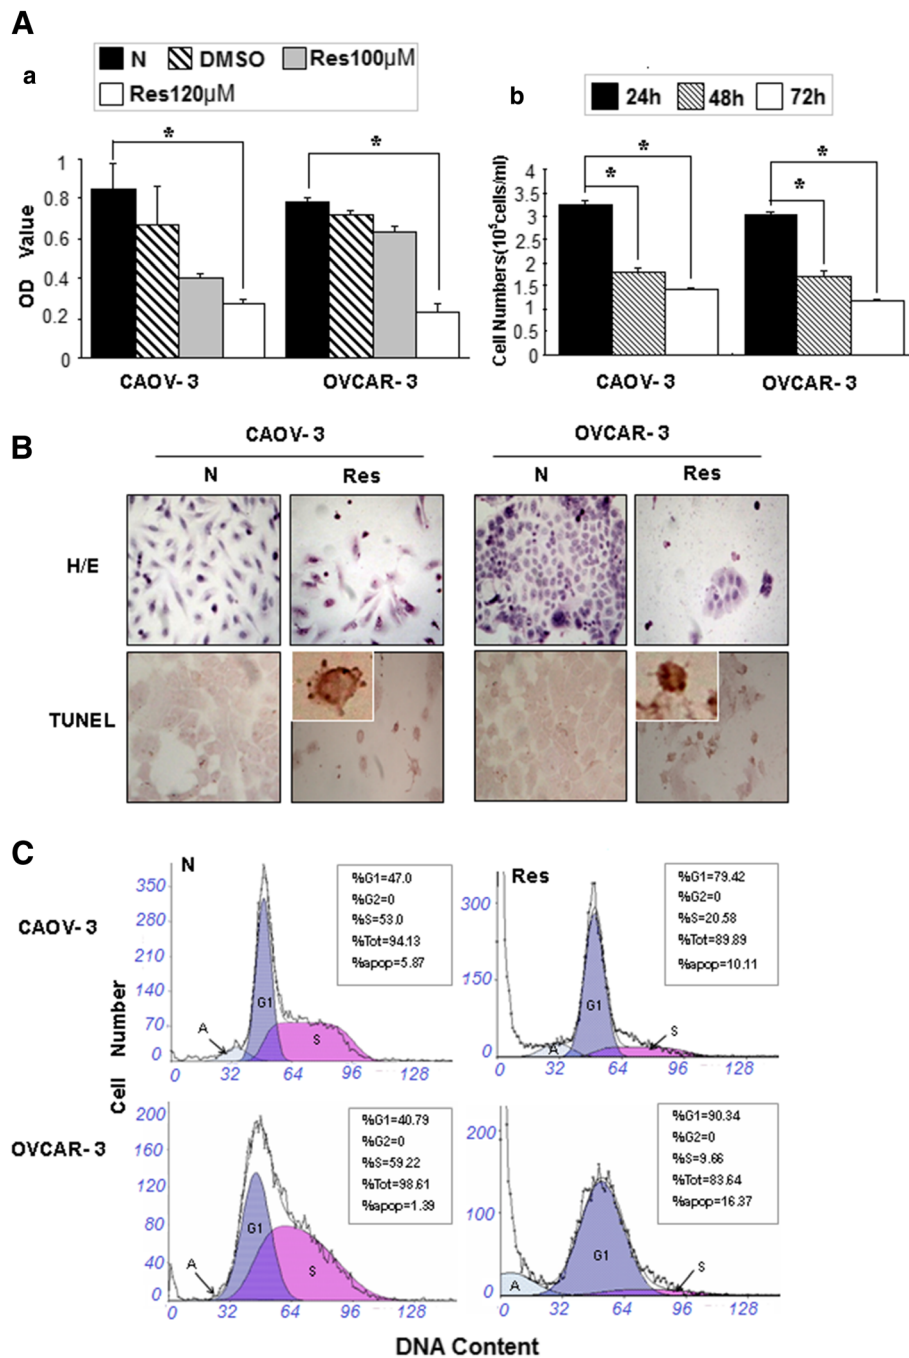 A
a
N DMSO Res100µM
Res120µM
b
24h 48h 72h
* *
* *
* *
OD Value
1
0.8
0.6
0.4
0.2
0
CAOV-3 OVCAR-3
Cell Numbers(10⁵cells/ml)
4
3.5
3
2.5
2
1.5
1
0.5
0
CAOV-3 OVCAR-3
B
CAOV-3 OVCAR-3
N Res N Res
H/E
TUNEL
C
CAOV-3
N
350
280
210
140
70
0
0 32 64 96 128
A
G1
S
%G1=47.0
%G2=0
%S=53.0
%Tot=94.13
%apop=5.87
Res
300
150
0
0 32 64 96 128
A
G1
S
%G1=79.42
%G2=0
%S=20.58
%Tot=89.89
%apop=10.11
Cell Number
OVCAR-3
200
160
120
80
40
0
0 32 64 96 128
A
G1
S
%G1=40.79
%G2=0
%S=59.22
%Tot=98.61
%apop=1.39
200
100
0
0 32 64 96 128
A
G1
S
%G1=90.34
%G2=0
%S=9.66
%Tot=83.64
%apop=16.37
DNA Content